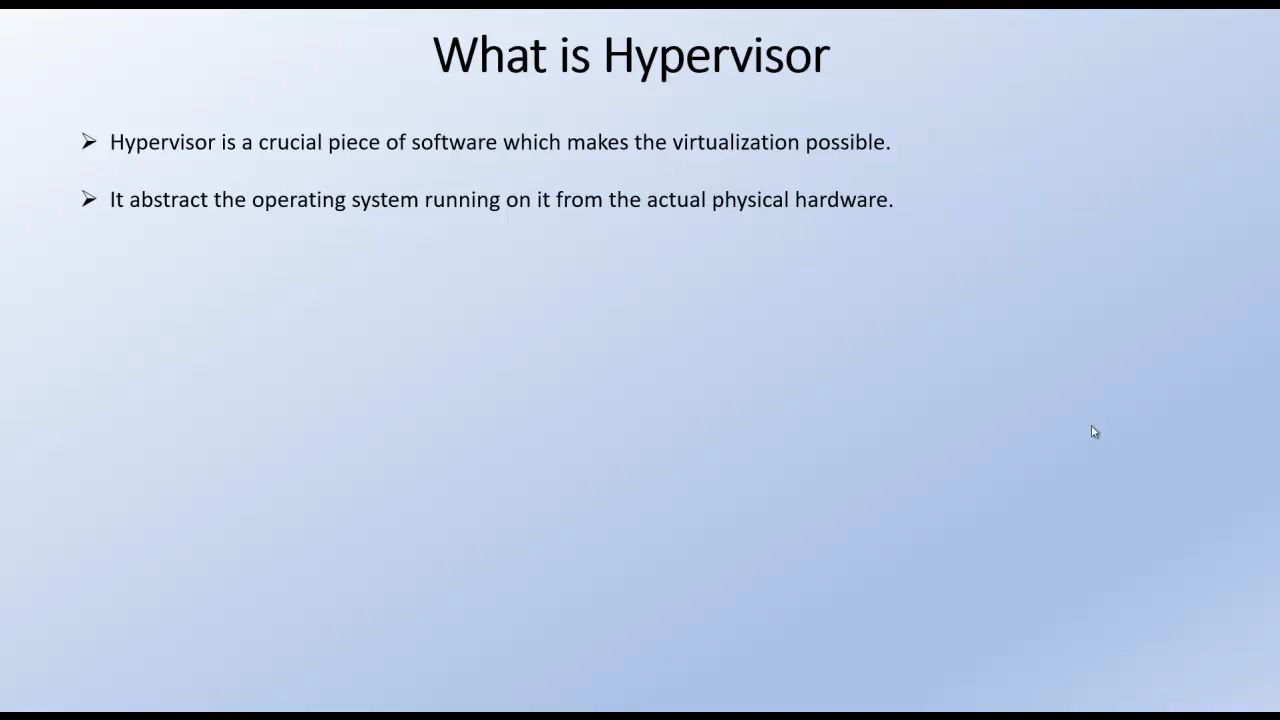 What is Hypervisor
Hypervisor is a crucial piece of software which makes the virtualization possible.
It abstract the operating system running on it from the actual physical hardware.